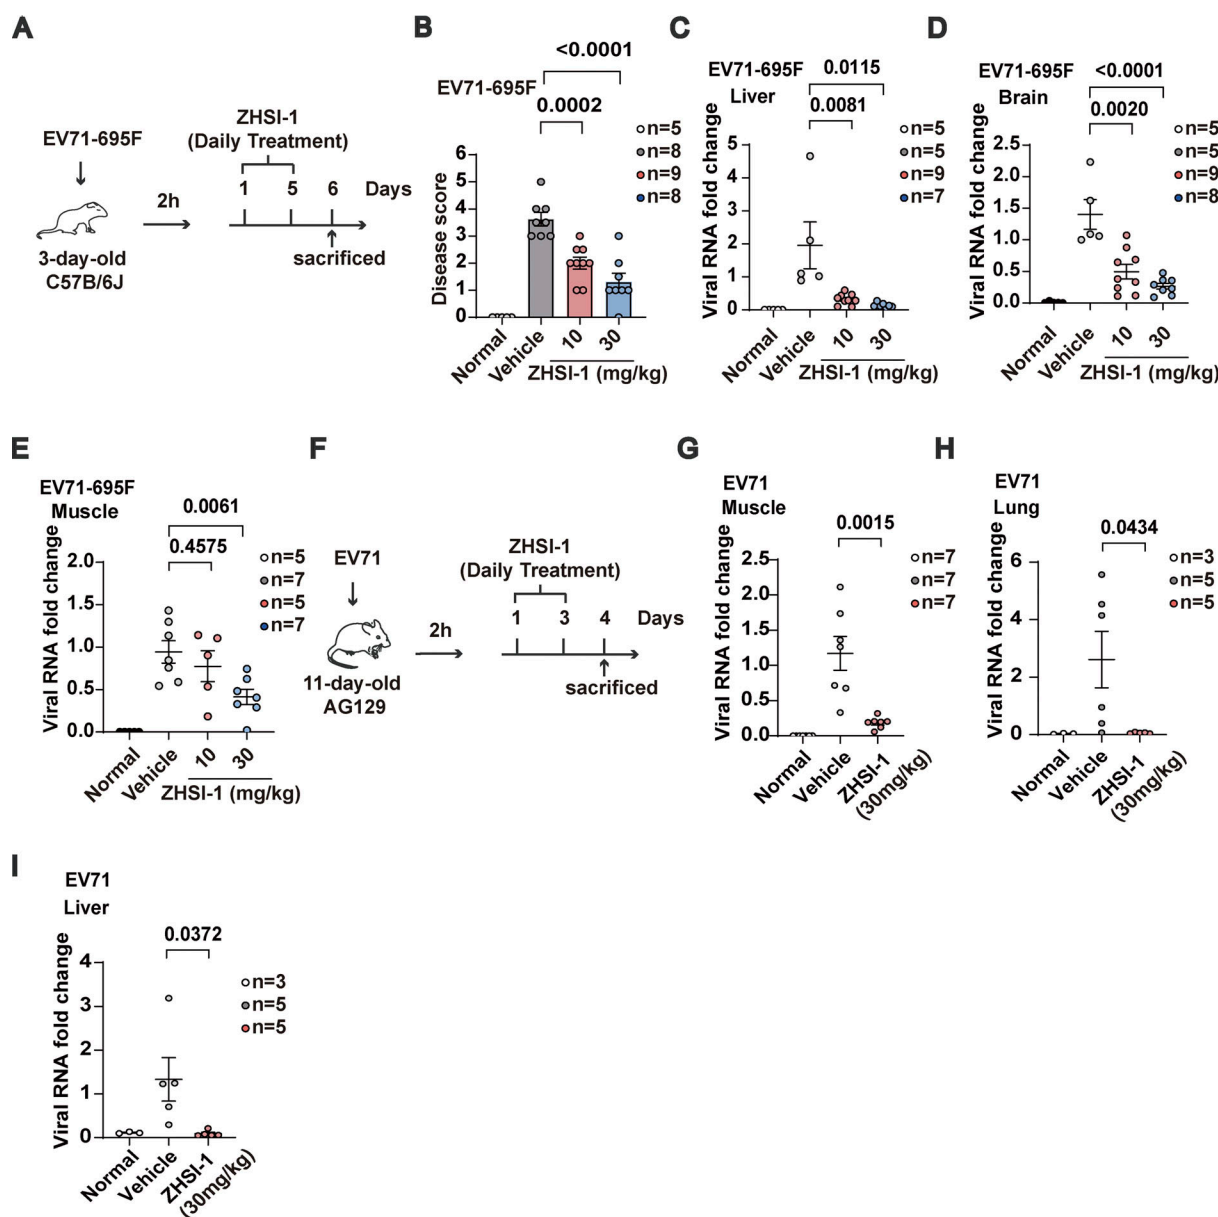 A
EV71-695F
3-day-old
C57B/6J
2h
ZHSI-1
(Daily Treatment)
1 5 6 Days
sacrificed
B
<0.0001
EV71-695F
0.0002
n=5
n=8
n=9
n=8
Disease score
6
5
4
3
2
1
0
Normal
Vehicle
10
30
ZHSI-1 (mg/kg)
C
EV71-695F
Liver
0.0115
0.0081
n=5
n=5
n=9
n=7
Viral RNA fold change
5
4
3
2
1
0
Normal
Vehicle
10
30
ZHSI-1 (mg/kg)
D
EV71-695F
Brain
<0.0001
0.0020
n=5
n=5
n=9
n=8
Viral RNA fold change
2.5
2.0
1.5
1.0
0.5
0.0
Normal
Vehicle
10
30
ZHSI-1 (mg/kg)
E
EV71-695F
Muscle
0.0061
0.4575
n=5
n=7
n=5
n=7
Viral RNA fold change
2.0
1.5
1.0
0.5
0.0
Normal
Vehicle
10
30
ZHSI-1 (mg/kg)
F
EV71
11-day-old
AG129
2h
ZHSI-1
(Daily Treatment)
1 3 4 Days
sacrificed
G
EV71
Muscle
0.0015
n=7
n=7
n=7
Viral RNA fold change
2.5
2.0
1.5
1.0
0.5
0.0
Normal
Vehicle
ZHSI-1
(30mg/kg)
H
EV71
Lung
0.0434
n=3
n=5
n=5
Viral RNA fold change
6
4
2
0
Normal
Vehicle
ZHSI-1
(30mg/kg)
I
EV71
Liver
0.0372
n=3
n=5
n=5
Viral RNA fold change
4
3
2
1
0
Normal
Vehicle
ZHSI-1
(30mg/kg)